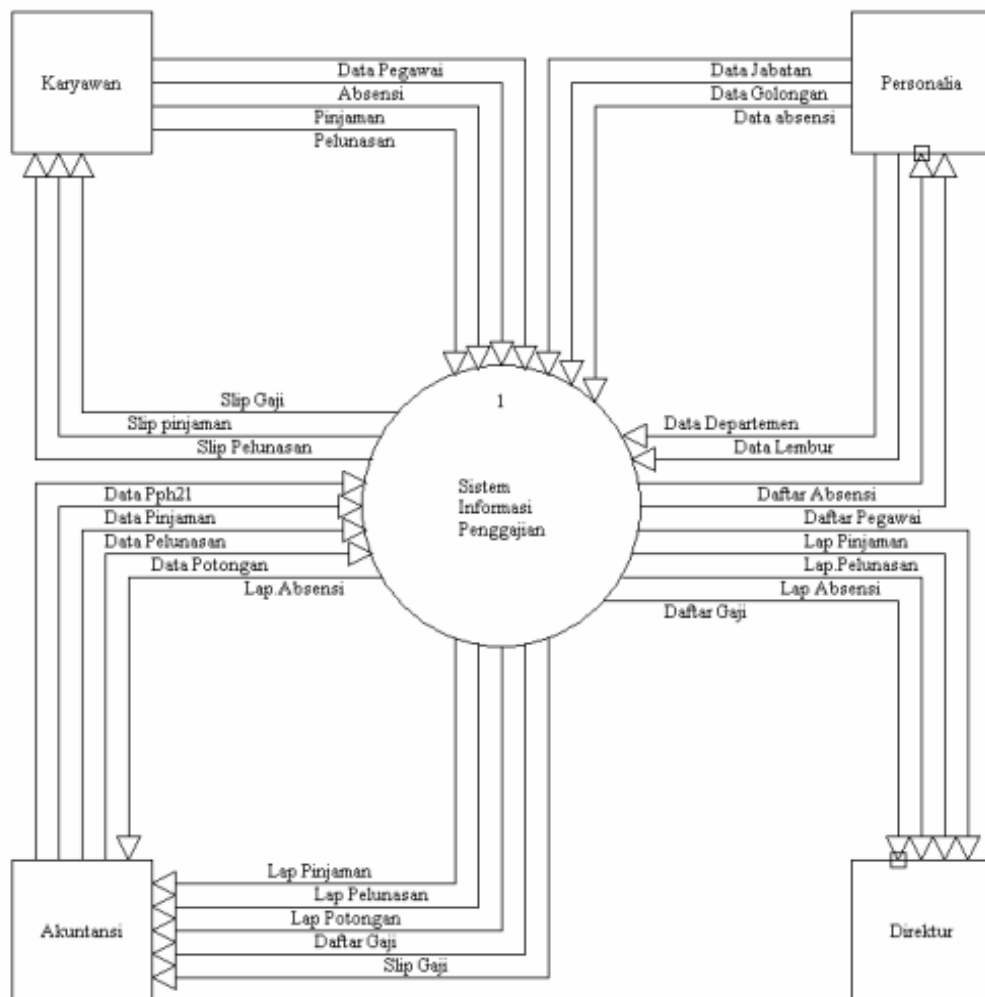 Karyawan
Data Pegawai
Absensi
Pinjaman
Pelunasan
Data Jabatan
Data Golongan
Data absensi
Personalia
Slip Gaji
Slip pinjaman
Slip Pelunasan
1
Sistem
Informasi
Penggajian
Data Departemen
Data Lembur
Data Pph21
Data Pinjaman
Data Pelunasan
Data Potongan
Lap.Absensi
Daftar Absensi
Daftar Pegawai
Lap Pinjaman
Lap.Pelunasan
Lap Absensi
Daftar Gaji
Akuntansi
Lap Pinjaman
Lap Pelunasan
Lap Potongan
Daftar Gaji
Slip Gaji
Direktur